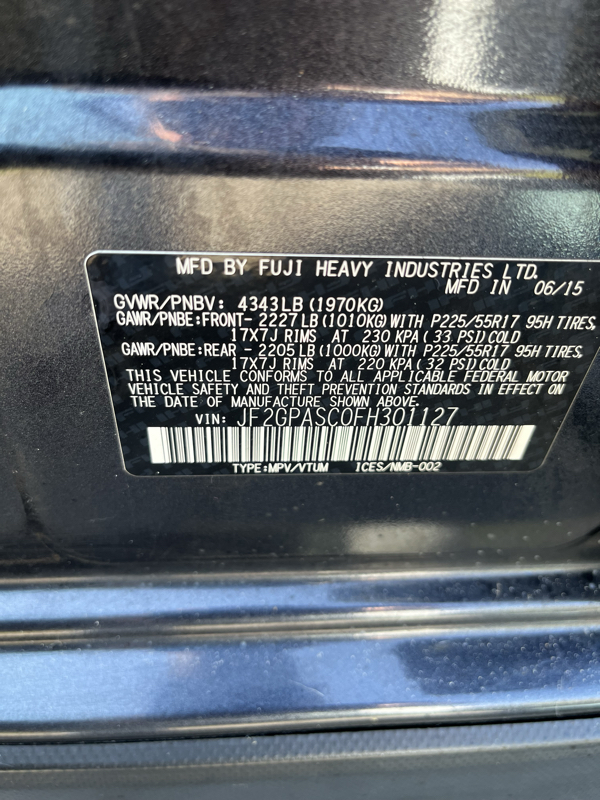 MFD BY FUJI HEAVY INDUSTRIES LTD.
MFD IN 06/15
GVWR/PNBV: 4343LB (1970KG)
GAWR/PNBE:FRONT- 2227LB (1010KG) WITH P225/55R17 95H TIRES,
17X7J RIMS AT 230 KPA (33 PSI) COLD
GAWR/PNBE:REAR - 2205LB (1000KG) WITH P225/55R17 95H TIRES,
17X7J RIMS AT 220 KPA (32 PSI) COLD
THIS VEHICLE CONFORMS TO ALL APPLICABLE FEDERAL MOTOR
VEHICLE SAFETY AND THEFT PREVENTION STANDARDS IN EFFECT ON
THE DATE OF MANUFACTURE SHOWN ABOVE.
VIN: JF2GPASC0FH301127
TYPE:MPV/VTUM ICES/NMB-002